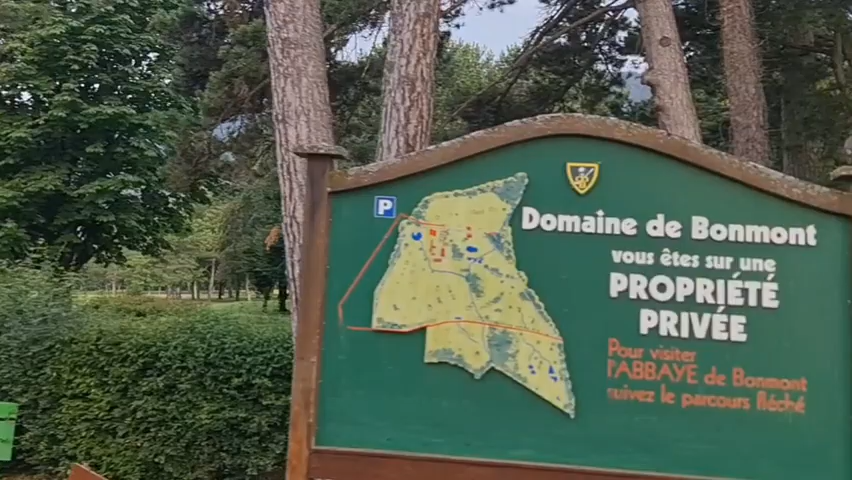 P
Domaine de Bonmont
vous êtes sur une
PROPRIÉTÉ
PRIVÉE
Pour visiter
l'ABBAYE de Bonmont
suivez le parcours fléché